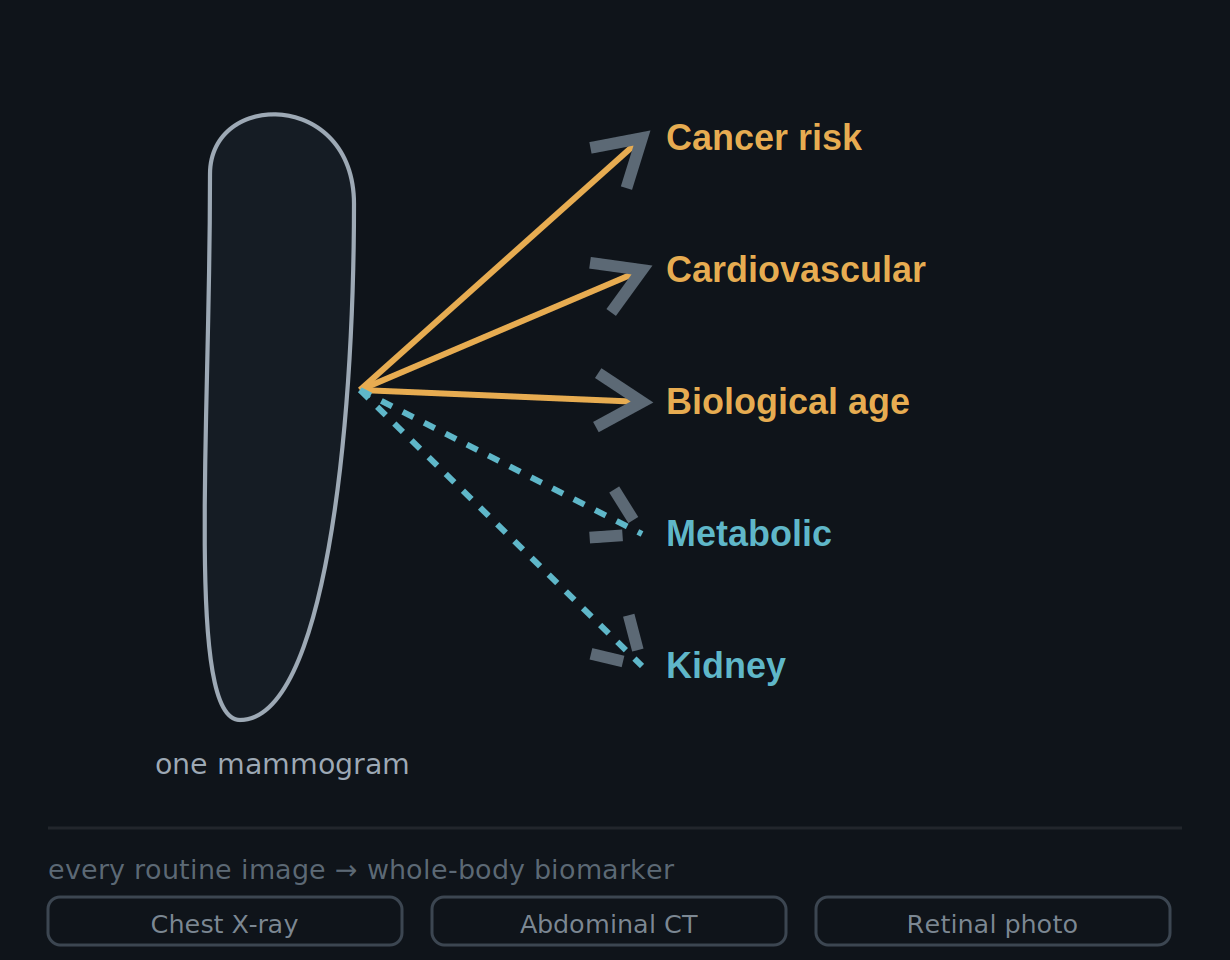 Cancer risk
Cardiovascular
Biological age
Metabolic
Kidney
one mammogram
every routine image → whole-body biomarker
Chest X-ray
Abdominal CT
Retinal photo